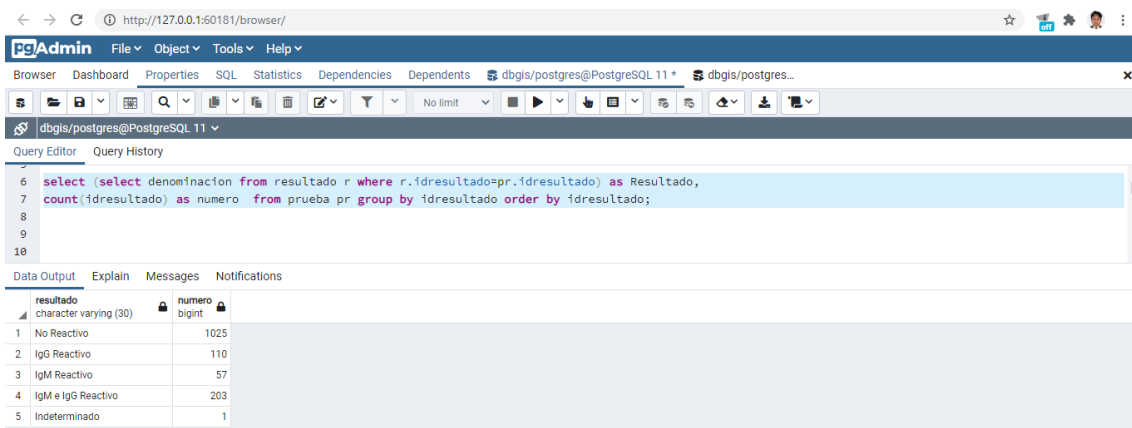 http://127.0.0.1:60181/browser/
off
pgAdmin File Object Tools Help
Browser Dashboard Properties SQL Statistics Dependencies Dependents dbgis/postgres@PostgreSQL 11 * dbgis/postgres...
No limit
dbgis/postgres@PostgreSQL 11
Query Editor Query History
6 select (select denominacion from resultado r where r.idresultado=pr.idresultado) as Resultado,
7 count(idresultado) as numero from prueba pr group by idresultado order by idresultado;
8
9
10
Data Output Explain Messages Notifications
resultado numero
character varying (30) bigint
1 No Reactivo 1025
2 IgG Reactivo 110
3 IgM Reactivo 57
4 IgM e IgG Reactivo 203
5 Indeterminado 1